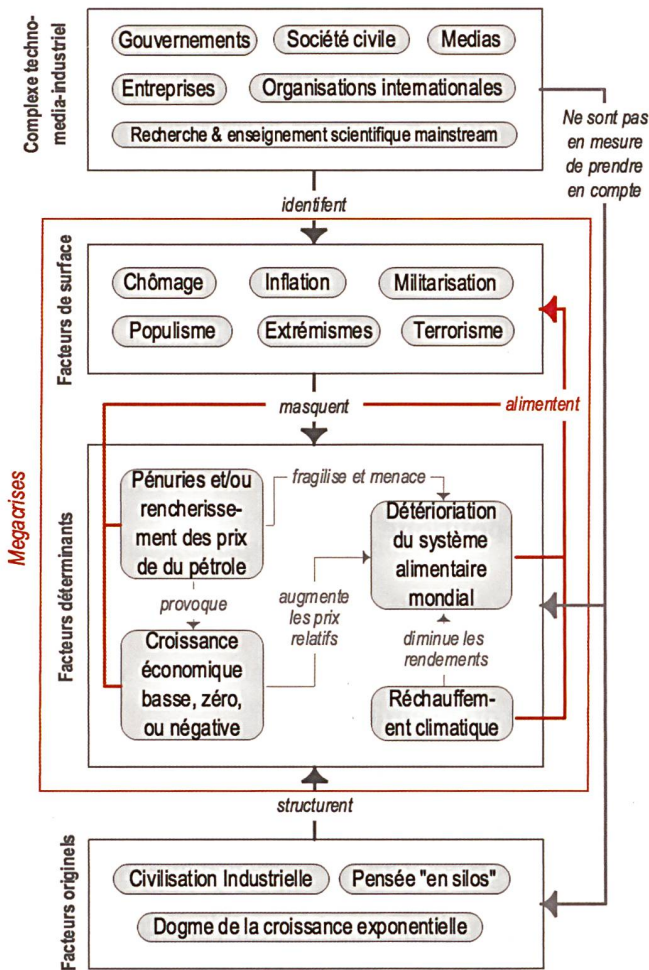 Complexe techno-
media-industriel
Gouvernements
Société civile
Medias
Entreprises
Organisations internationales
Recherche & enseignement scientifique mainstream
Ne sont pas
en mesure
de prendre
en compte
identifent
Megacrises
Facteurs de surface
Chômage
Inflation
Militarisation
Populisme
Extrémismes
Terrorisme
masquent
alimentent
Facteurs déterminants
Pénuries et/ou
rencherisse-
ment des prix
de du pétrole
fragilise et menace
Détérioriation
du système
alimentaire
mondial
provoque
augmente
les prix
relatifs
diminue les
rendements
Croissance
économique
basse, zéro,
ou négative
Réchauffem-
ent climatique
structurent
Facteurs originels
Civilisation Industrielle
Pensée "en silos"
Dogme de la croissance exponentielle